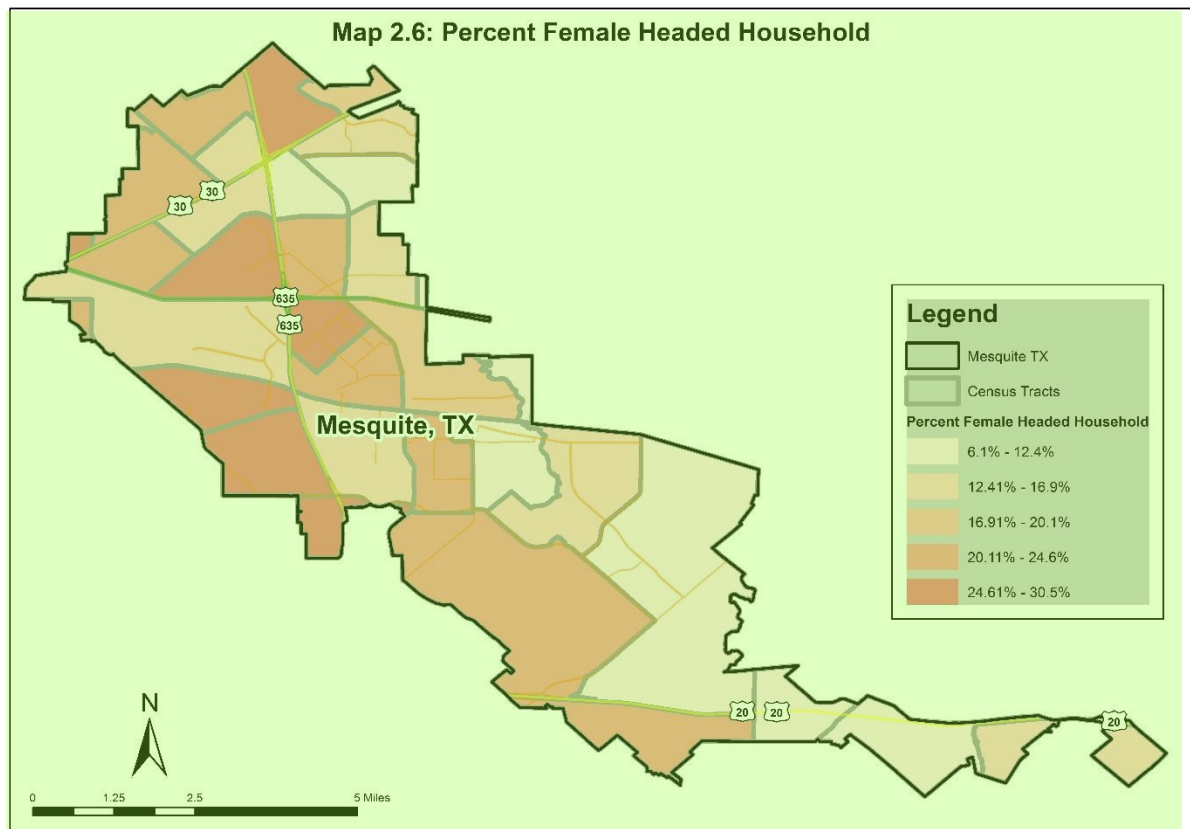 Map 2.6: Percent Female Headed Household
30
30
635
635
Legend
Mesquite TX
Census Tracts
Percent Female Headed Household
6.1% - 12.4%
12.41% - 16.9%
16.91% - 20.1%
20.11% - 24.6%
24.61% - 30.5%
Mesquite, TX
20
20
20
N
0 1.25 2.5 5 Miles